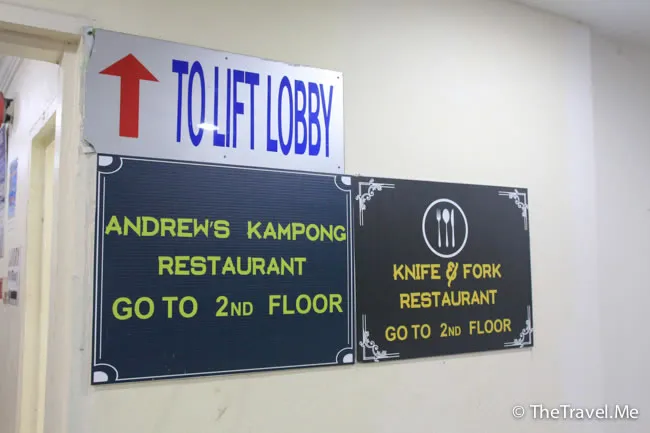 TO LIFT LOBBY
ANDREW'S KAMPONG
RESTAURANT
GO TO 2ND FLOOR
KNIFE & FORK
RESTAURANT
GO TO 2ND FLOOR
© TheTravel.Me